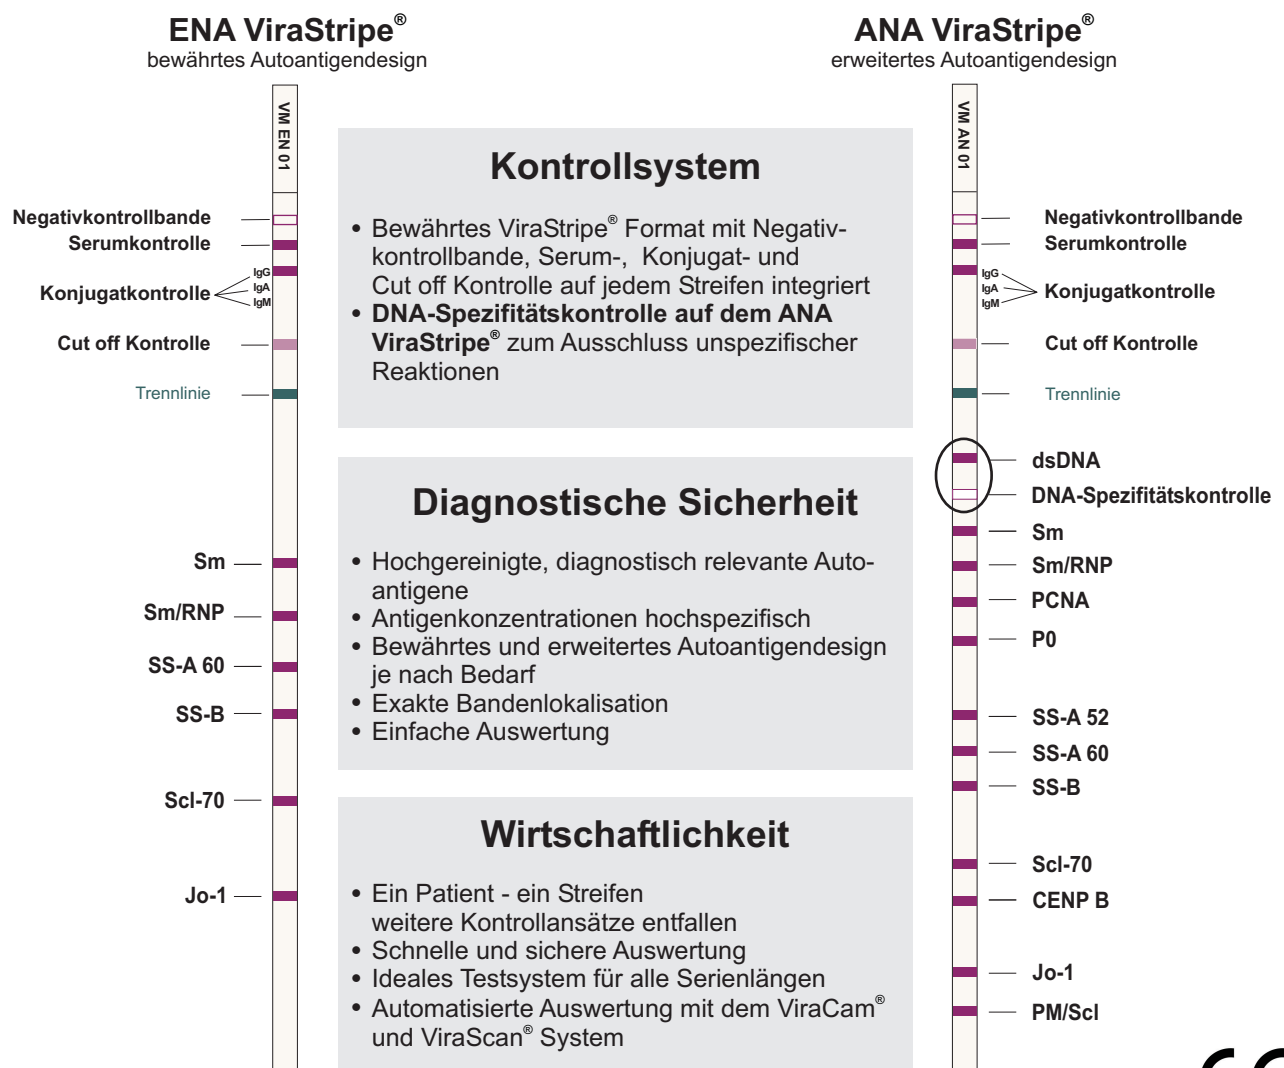 ENA ViraStripe®
bewährtes Autoantigendesign
VM EN 01
Negativkontrollbande
Serumkontrolle
IgG
IgA
IgM
Konjugatkontrolle
Cut off Kontrolle
Trennlinie
Sm
Sm/RNP
SS-A 60
SS-B
Scl-70
Jo-1
Kontrollsystem
• Bewährtes ViraStripe® Format mit Negativ-
kontrollbande, Serum-, Konjugat- und
Cut off Kontrolle auf jedem Streifen integriert
• DNA-Spezifitätskontrolle auf dem ANA
ViraStripe® zum Ausschluss unspezifischer
Reaktionen
Diagnostische Sicherheit
• Hochgereinigte, diagnostisch relevante Auto-
antigene
• Antigenkonzentrationen hochspezifisch
• Bewährtes und erweitertes Autoantigendesign
je nach Bedarf
• Exakte Bandenlokalisation
• Einfache Auswertung
Wirtschaftlichkeit
• Ein Patient - ein Streifen
weitere Kontrollansätze entfallen
• Schnelle und sichere Auswertung
• Ideales Testsystem für alle Serienlängen
• Automatisierte Auswertung mit dem ViraCam®
und ViraScan® System
ANA ViraStripe®
erweitertes Autoantigendesign
VM AN 01
Negativkontrollbande
Serumkontrolle
IgG
IgA
IgM
Konjugatkontrolle
Cut off Kontrolle
Trennlinie
dsDNA
DNA-Spezifitätskontrolle
Sm
Sm/RNP
PCNA
P0
SS-A 52
SS-A 60
SS-B
Scl-70
CENP B
Jo-1
PM/Scl